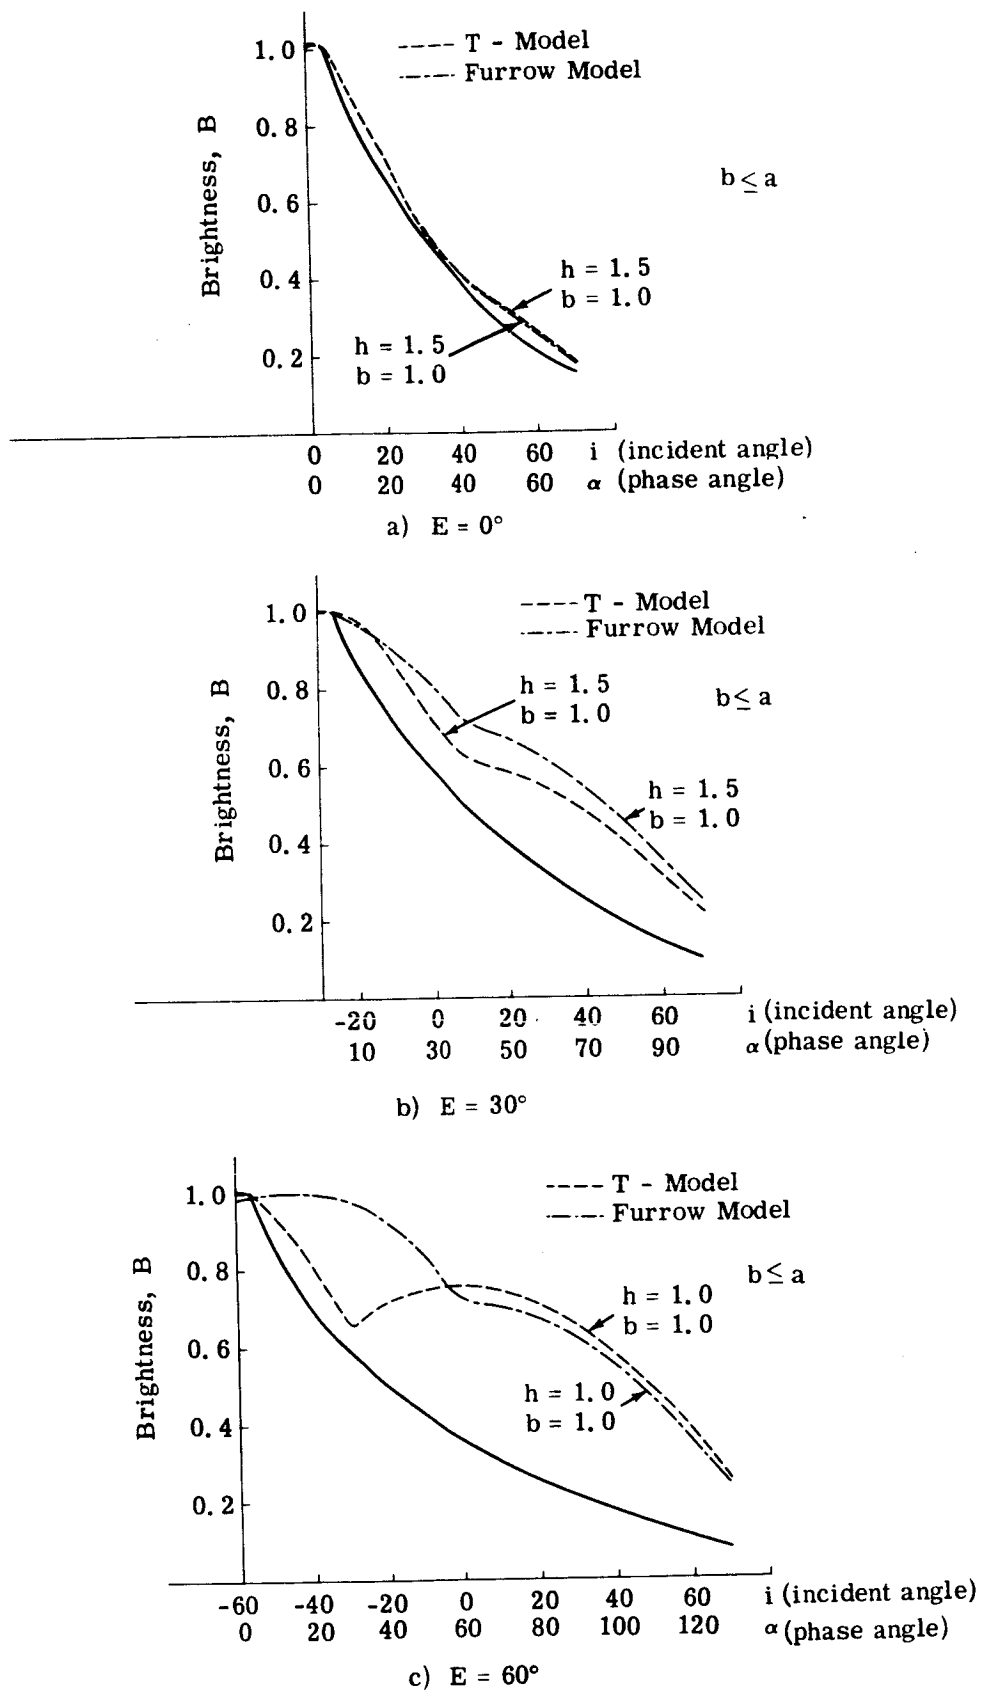 1.0
0.8
0.6
0.4
0.2
Brightness, B
T - Model
Furrow Model
b ≤ a
h = 1.5
b = 1.0
h = 1.5
b = 1.0
0 20 40 60 i (incident angle)
0 20 40 60 α (phase angle)
a) E = 0°
1.0
0.8
0.6
0.4
0.2
Brightness, B
T - Model
Furrow Model
h = 1.5
b = 1.0
b ≤ a
h = 1.5
b = 1.0
-20 0 20 40 60 i (incident angle)
10 30 50 70 90 α (phase angle)
b) E = 30°
1.0
0.8
0.6
0.4
0.2
Brightness, B
T - Model
Furrow Model
b ≤ a
h = 1.0
b = 1.0
h = 1.0
b = 1.0
-60 -40 -20 0 20 40 60 i (incident angle)
0 20 40 60 80 100 120 α (phase angle)
c) E = 60°